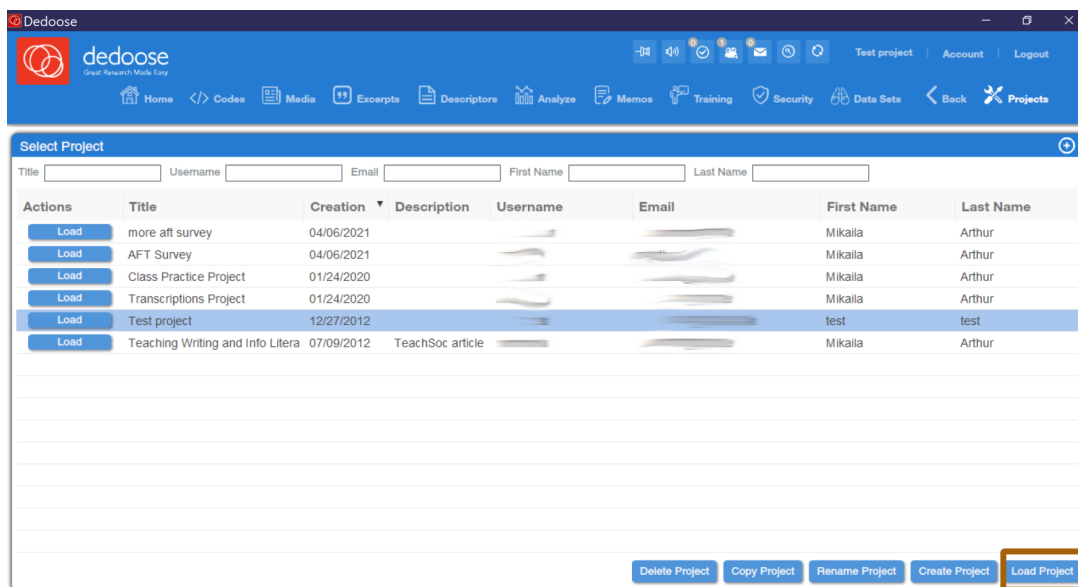 Dedoose
dedoose
Great Research Made Easy
0 1 0
Test project | Account | Logout
Home </> Codes Media Excerpts Descriptors Analyze Memos Training Security Data Sets Back Projects
Select Project
Title Username Email First Name Last Name
Actions Title Creation ▼ Description Username Email First Name Last Name
Load more aft survey 04/06/2021 Mikaila Arthur
Load AFT Survey 04/06/2021 Mikaila Arthur
Load Class Practice Project 01/24/2020 Mikaila Arthur
Load Transcriptions Project 01/24/2020 Mikaila Arthur
Load Test project 12/27/2012 test test
Load Teaching Writing and Info Litera 07/09/2012 TeachSoc article Mikaila Arthur
Delete Project Copy Project Rename Project Create Project Load Project